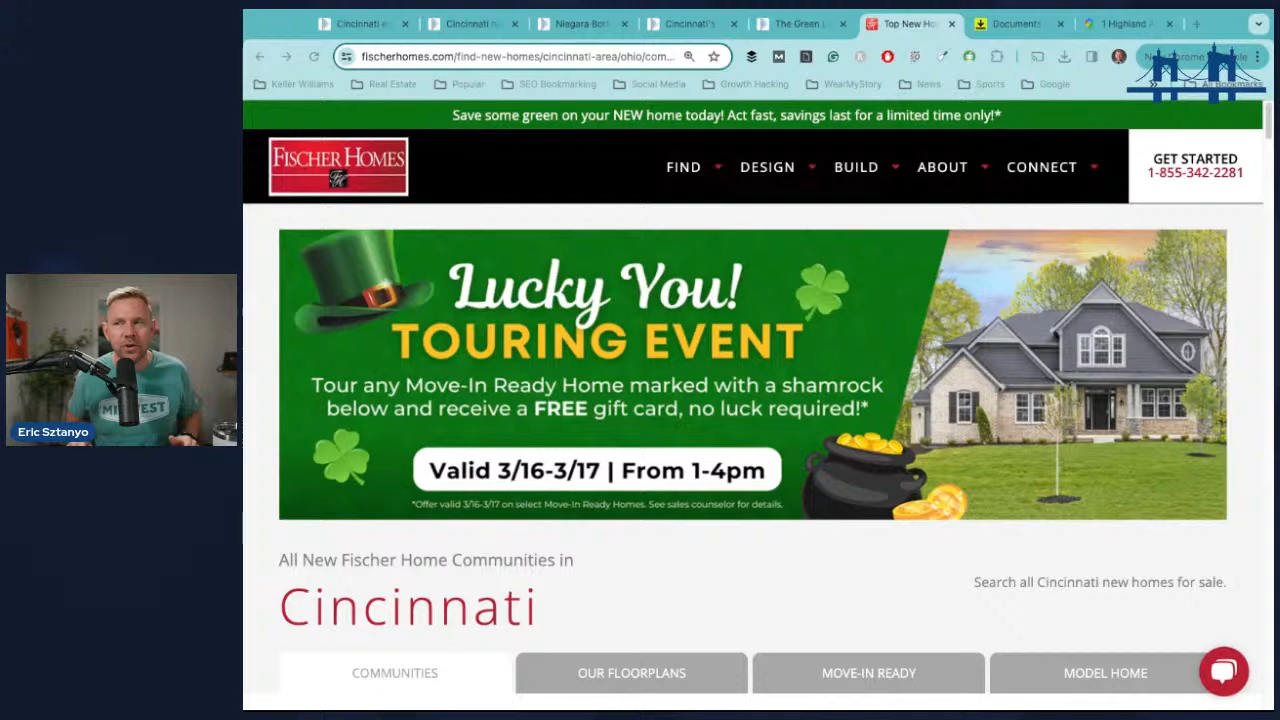 Cincinnati e
Cincinnati
Niagara Bot
Cincinnati's
The Green
Top New Ho
Documents
1 Highland
fischerhomes.com/find-new-homes/cincinnati-area/ohio/com...
Keller Williams
Real Estate
Popular
SEO Bookmarking
Social Media
Growth Hacking
WearMyStory
News
Sports
Google
All Bookmarks
Save some green on your NEW home today! Act fast, savings last for a limited time only!*
FISCHER HOMES
FIND
DESIGN
BUILD
ABOUT
CONNECT
GET STARTED
1-855-342-2281
Lucky You!
TOURING EVENT
Tour any Move-In Ready Home marked with a shamrock
below and receive a FREE gift card, no luck required!*
Valid 3/16-3/17 | From 1-4pm
*Offer valid 3/16-3/17 on select Move-In Ready Homes. See sales counselor for details.
MIDWEST
Eric Sztanyo
All New Fischer Home Communities in
Cincinnati
Search all Cincinnati new homes for sale.
COMMUNITIES
OUR FLOORPLANS
MOVE-IN READY
MODEL HOME